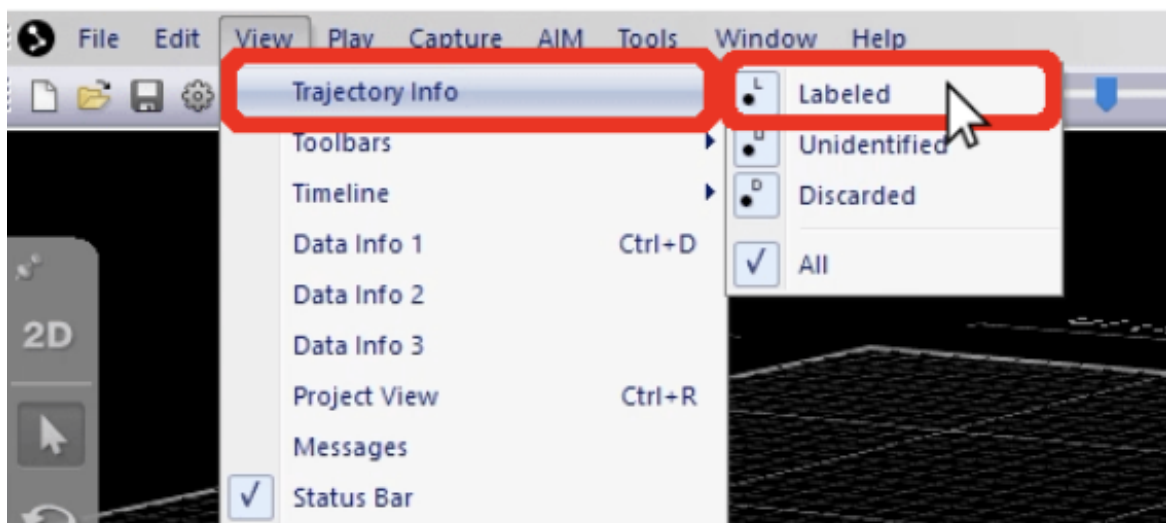 File Edit View Play Capture AIM Tools Window Help
Trajectory Info
Toolbars
Timeline
Data Info 1 Ctrl+D
Data Info 2
Data Info 3
Project View Ctrl+R
Messages
Status Bar
L Labeled
U Unidentified
D Discarded
All
2D